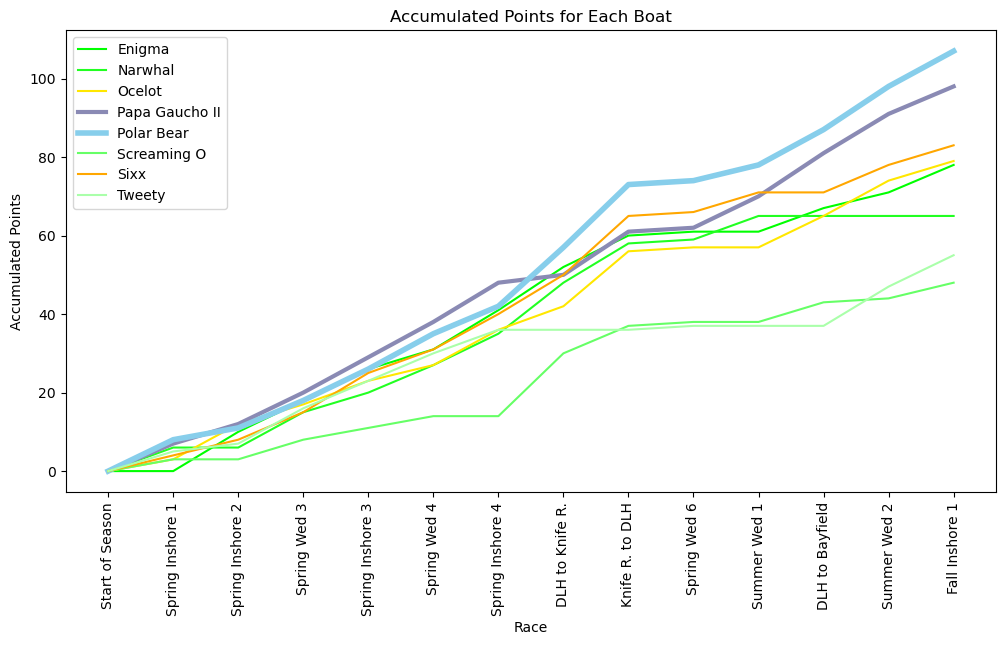 Accumulated Points for Each Boat
Enigma
Narwhal
Ocelot
Papa Gaucho II
Polar Bear
Screaming O
Sixx
Tweety
Accumulated Points
100
80
60
40
20
0
Start of Season
Spring Inshore 1
Spring Inshore 2
Spring Wed 3
Spring Inshore 3
Spring Wed 4
Spring Inshore 4
DLH to Knife R.
Knife R. to DLH
Spring Wed 6
Summer Wed 1
DLH to Bayfield
Summer Wed 2
Fall Inshore 1
Race